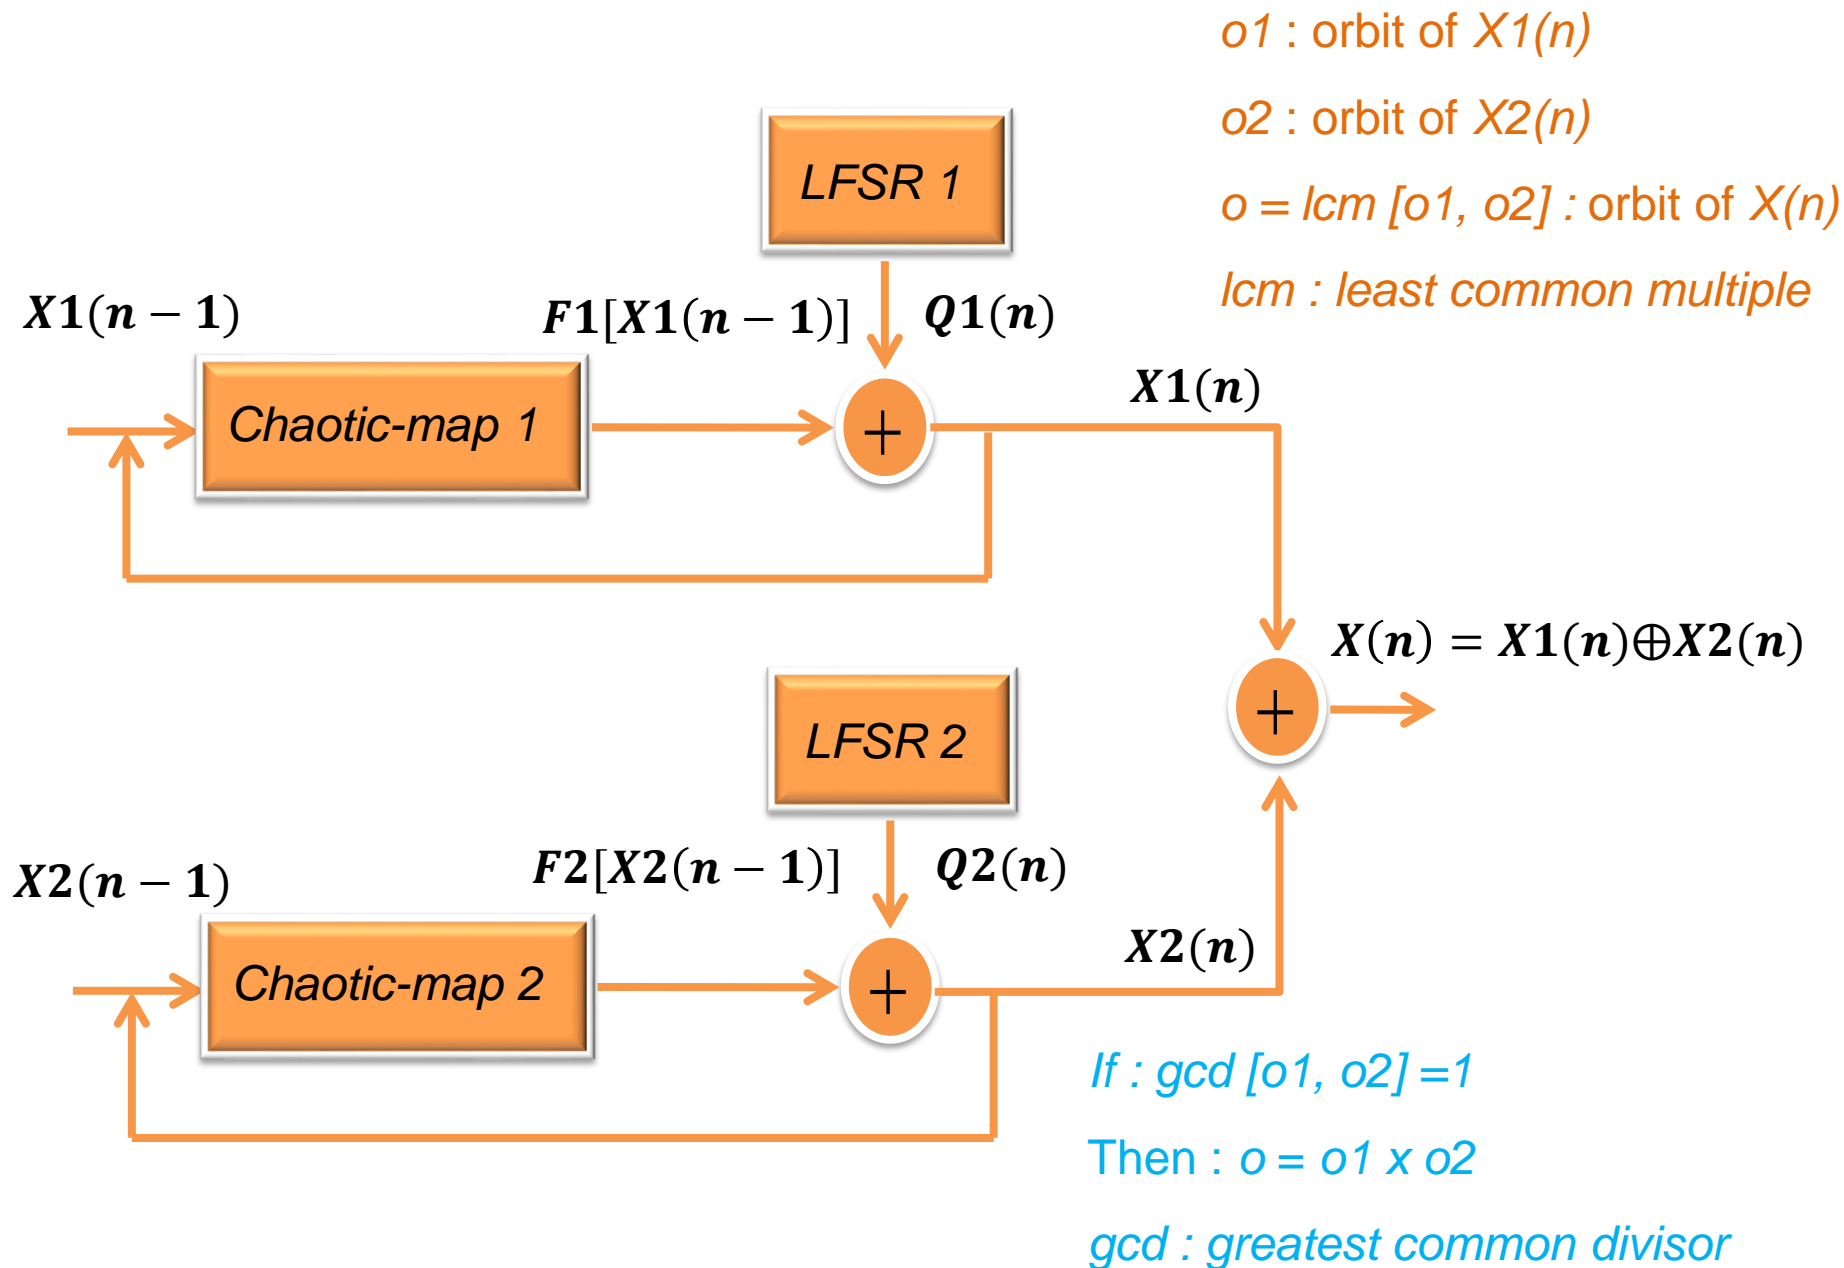 o1 : orbit of X1(n)
o2 : orbit of X2(n)
o = lcm [o1, o2] : orbit of X(n)
lcm : least common multiple
LFSR 1
X1(n − 1)
F1[X1(n − 1)]
Q1(n)
Chaotic-map 1
+
X1(n)
X(n) = X1(n)⊕X2(n)
+
LFSR 2
X2(n − 1)
F2[X2(n − 1)]
Q2(n)
Chaotic-map 2
+
X2(n)
If : gcd [o1, o2] =1
Then : o = o1 x o2
gcd : greatest common divisor